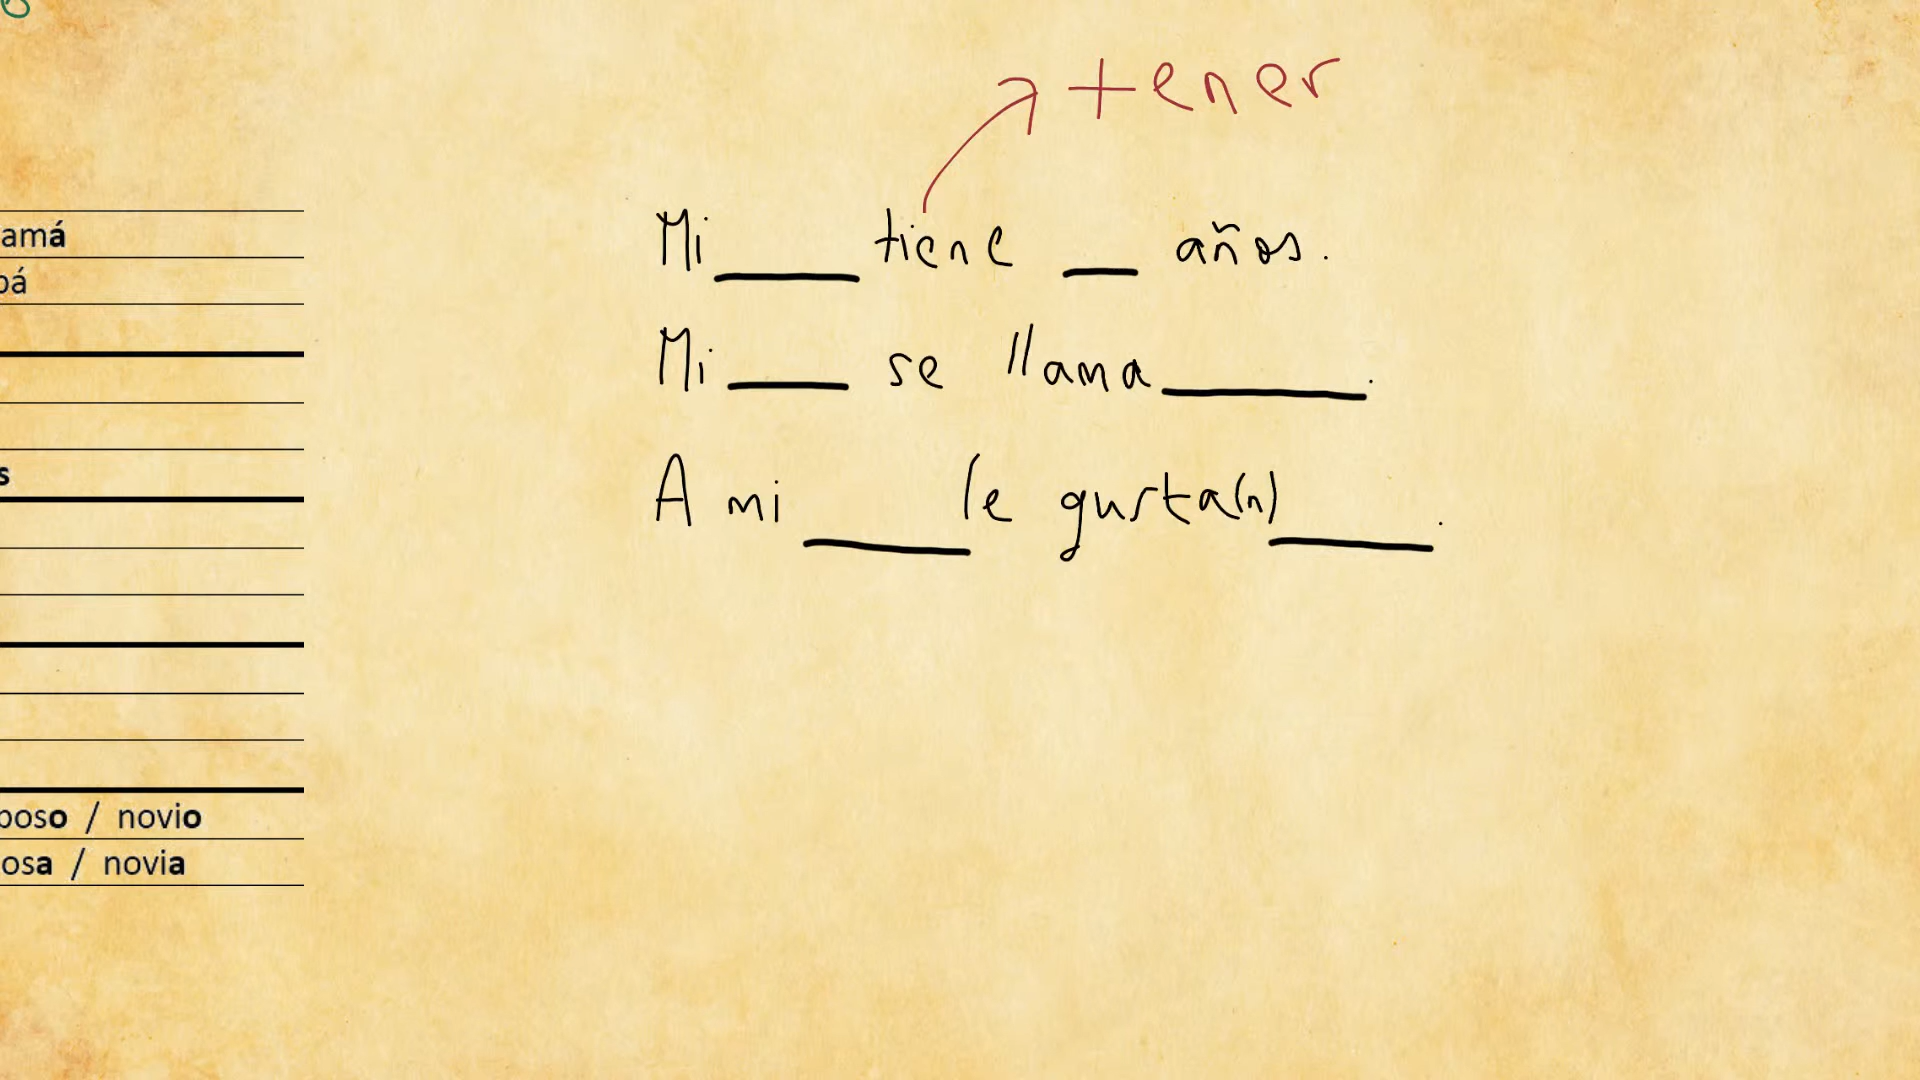 tener
Mi ____ tiene __ años.
Mi ____ se llama ______.
A mi ____ le gusta(n) ____.
amá
pá
s
poso / novio
osa / novia